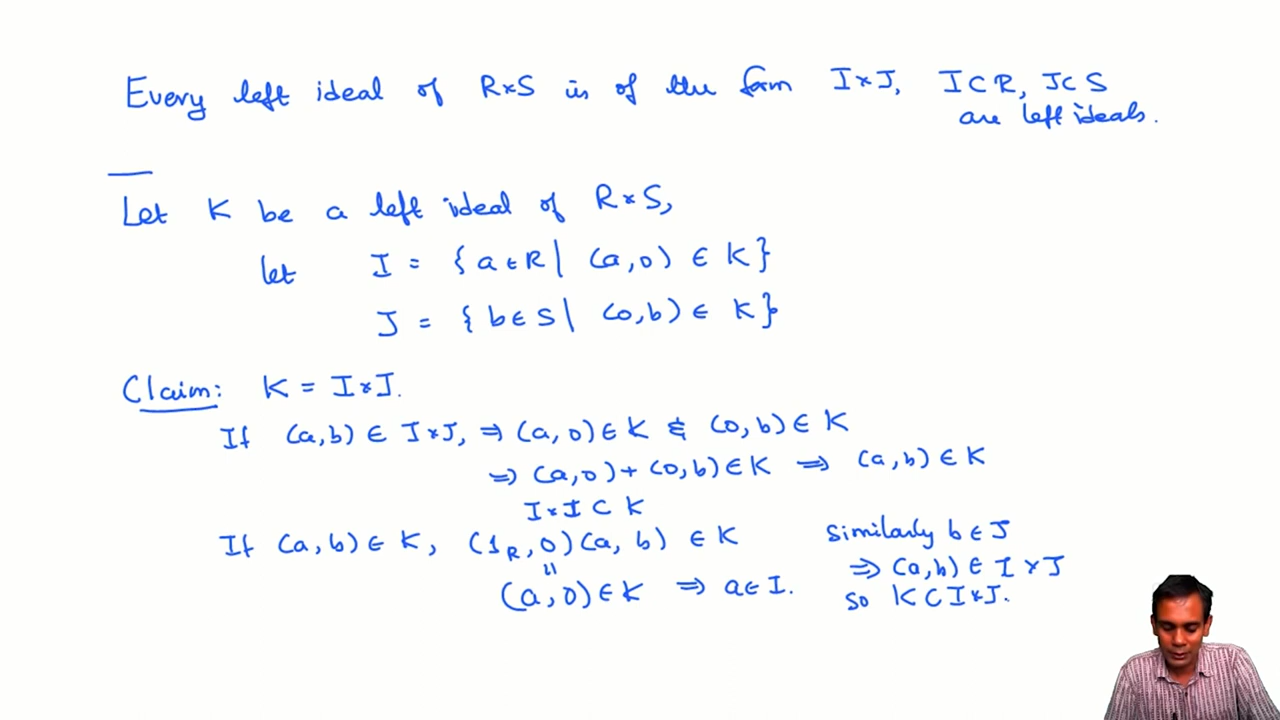 Every left ideal of R×S is of the form I×J, I⊂R, J⊂S
are left ideals.
Let K be a left ideal of R×S,
let I = {a∈R| (a,0) ∈ K}
J = {b∈S| (0,b) ∈ K}
Claim: K = I×J.
If (a,b) ∈ I×J, ⇒ (a,0)∈K & (0,b)∈K
⇒ (a,0)+(0,b)∈K ⇒ (a,b)∈K
I×I ⊂ K
If (a,b)∈K, (1_R,0)(a,b) ∈K
"
(a,0)∈K ⇒ a∈I.
Similarly b∈J
⇒ (a,b)∈ I×J
so K⊂I×J.